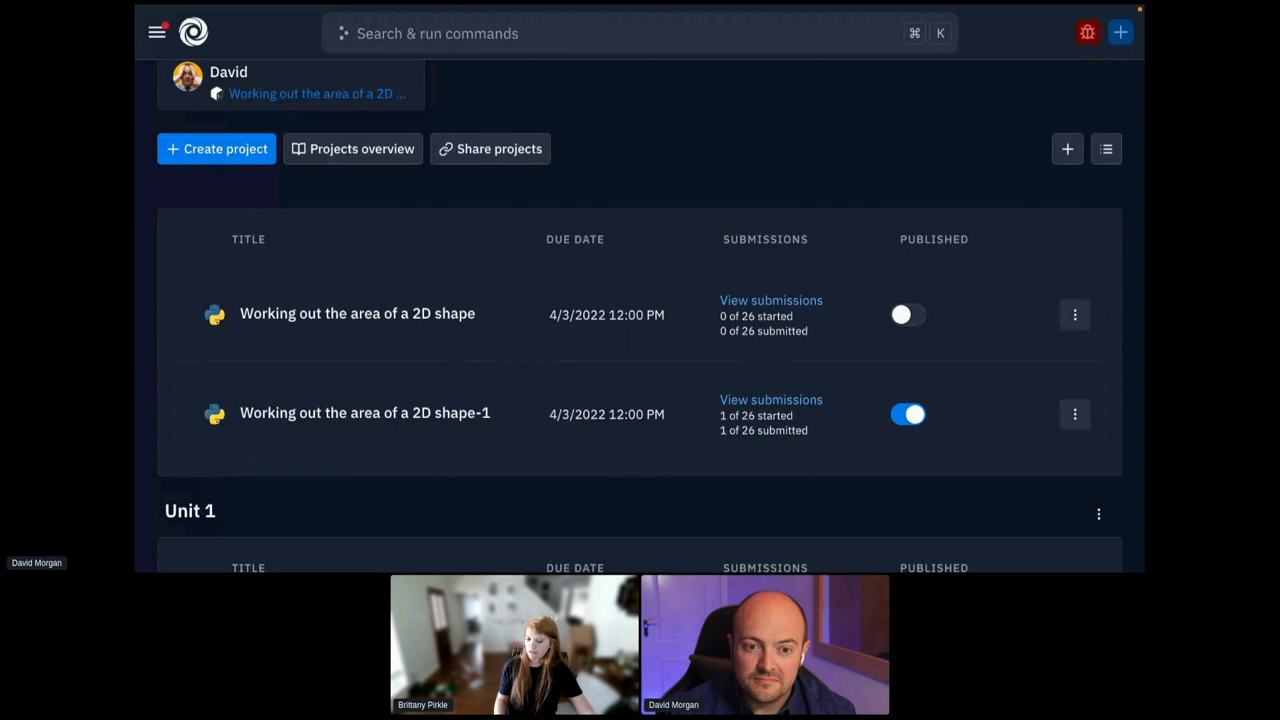 Search & run commands
⌘ K
David
Working out the area of a 2D ...
+ Create project
Projects overview
Share projects
TITLE DUE DATE SUBMISSIONS PUBLISHED
Working out the area of a 2D shape
4/3/2022 12:00 PM
View submissions
0 of 26 started
0 of 26 submitted
Working out the area of a 2D shape-1
4/3/2022 12:00 PM
View submissions
1 of 26 started
1 of 26 submitted
Unit 1
TITLE DUE DATE SUBMISSIONS PUBLISHED
David Morgan
Brittany Pirkle
David Morgan